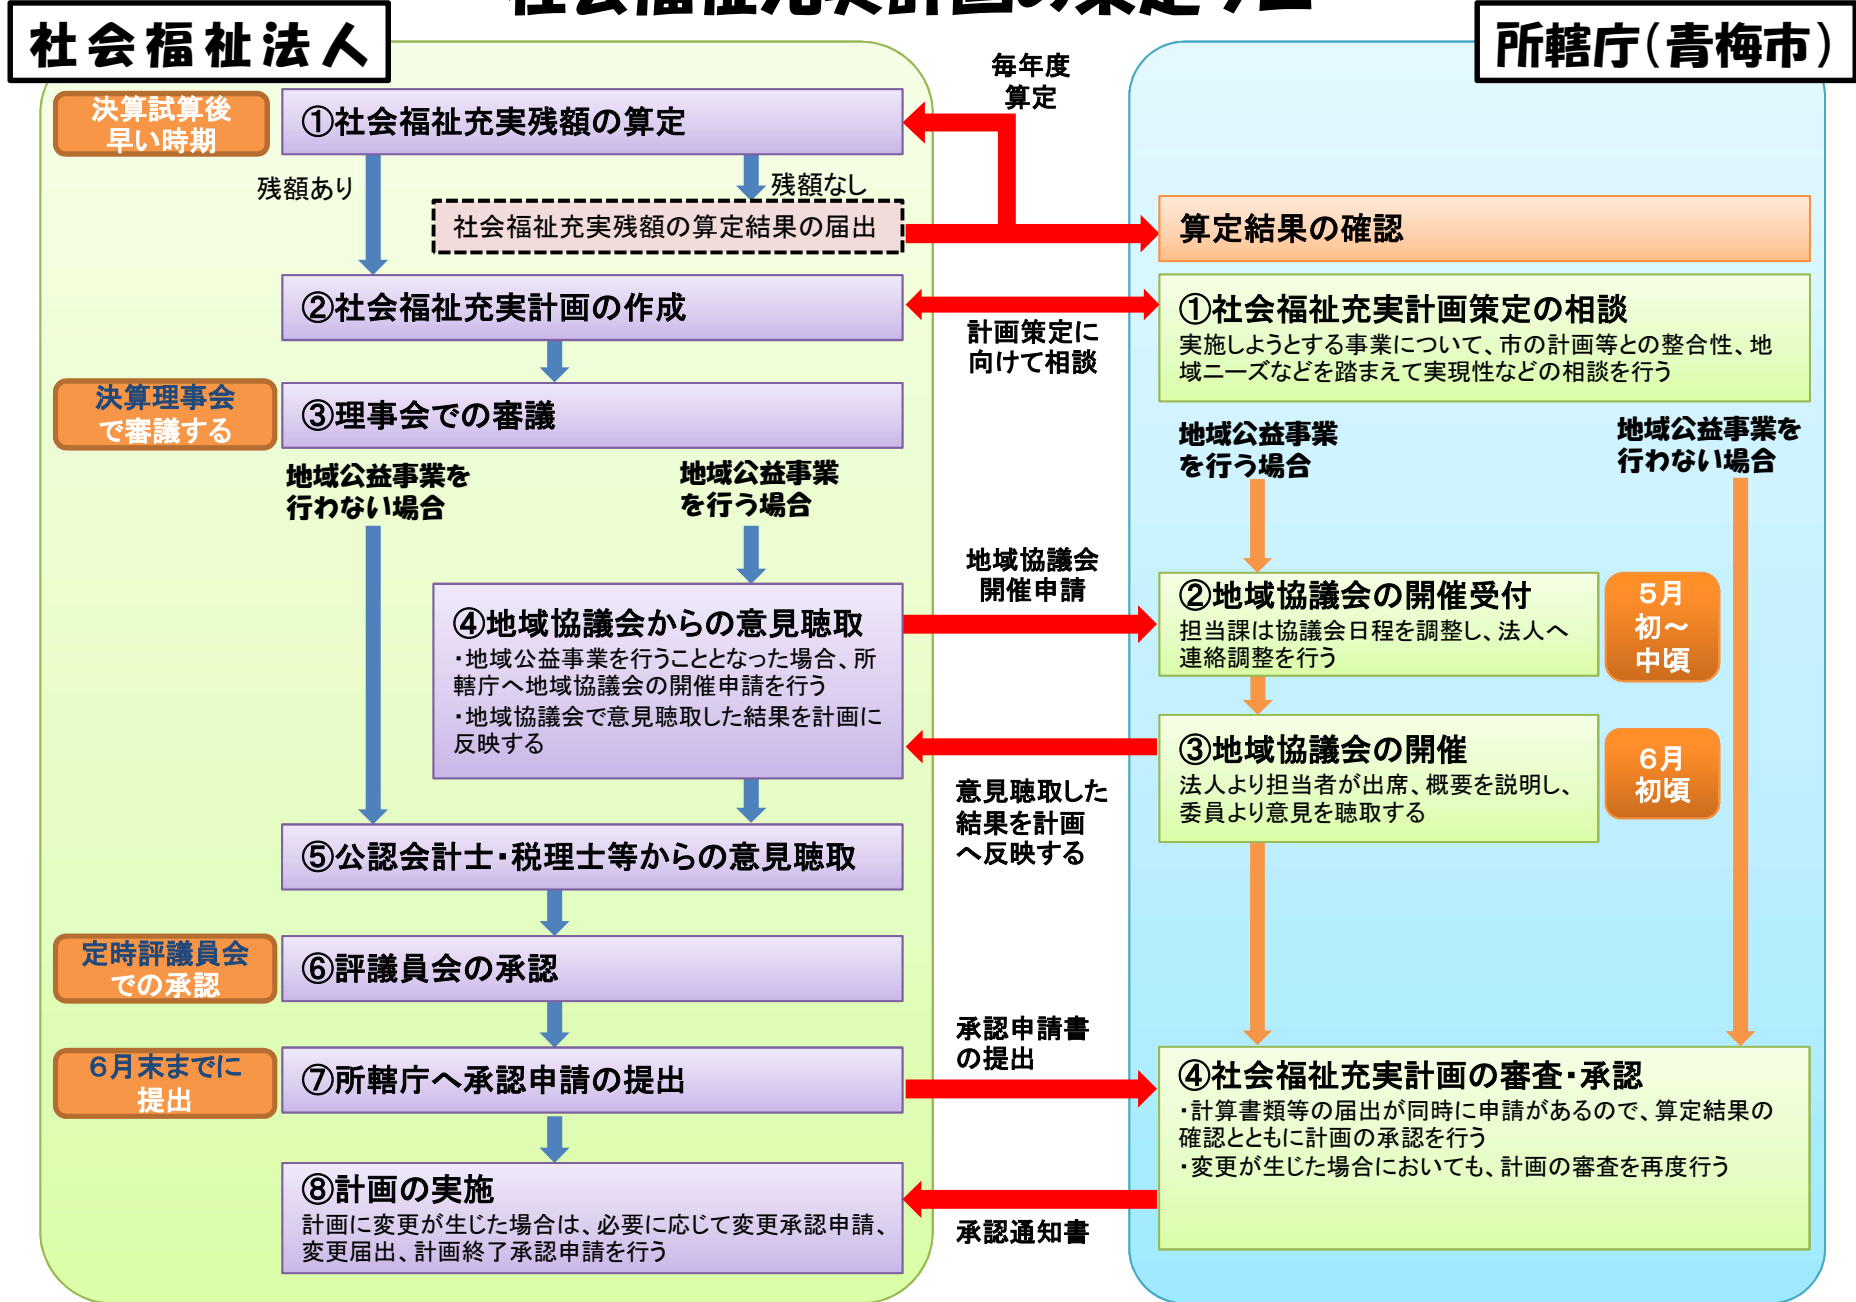 社会福祉充実計画の策定フロー
社会福祉法人
所轄庁(青梅市)
毎年度
算定
決算試算後
早い時期
①社会福祉充実残額の算定
残額あり
残額なし
社会福祉充実残額の算定結果の届出
算定結果の確認
②社会福祉充実計画の作成
計画策定に
向けて相談
①社会福祉充実計画策定の相談
実施しようとする事業について、市の計画等との整合性、地
域ニーズなどを踏まえて実現性などの相談を行う
決算理事会
で審議する
③理事会での審議
地域公益事業を
行わない場合
地域公益事業
を行う場合
地域公益事業
を行う場合
地域公益事業を
行わない場合
地域協議会
開催申請
④地域協議会からの意見聴取
・地域公益事業を行うこととなった場合、所
轄庁へ地域協議会の開催申請を行う
・地域協議会で意見聴取した結果を計画に
反映する
②地域協議会の開催受付
担当課は協議会日程を調整し、法人へ
連絡調整を行う
5月
初～
中頃
③地域協議会の開催
法人より担当者が出席、概要を説明し、
委員より意見を聴取する
6月
初頃
意見聴取した
結果を計画
へ反映する
⑤公認会計士・税理士等からの意見聴取
定時評議員会
での承認
⑥評議員会の承認
承認申請書
の提出
6月末までに
提出
⑦所轄庁へ承認申請の提出
④社会福祉充実計画の審査・承認
・計算書類等の届出が同時に申請があるので、算定結果の
確認とともに計画の承認を行う
・変更が生じた場合においても、計画の審査を再度行う
⑧計画の実施
計画に変更が生じた場合は、必要に応じて変更承認申請、
変更届出、計画終了承認申請を行う
承認通知書